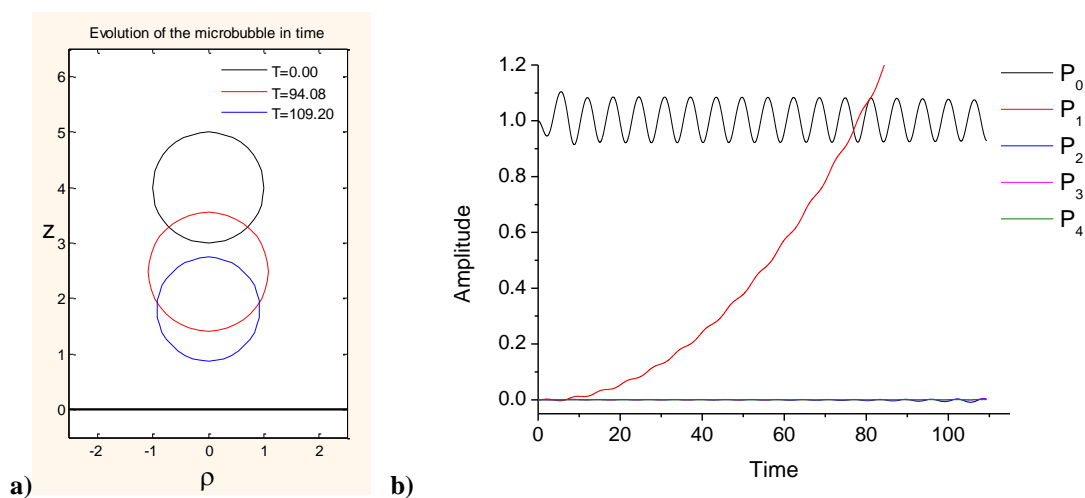 Evolution of the microbubble in time
T=0.00
T=94.08
T=109.20
6
5
4
3
2
1
0
z
-2 -1 0 1 2
ρ
a)
1.2
1.0
0.8
0.6
0.4
0.2
0.0
Amplitude
0 20 40 60 80 100
Time
P₀
P₁
P₂
P₃
P₄
b)